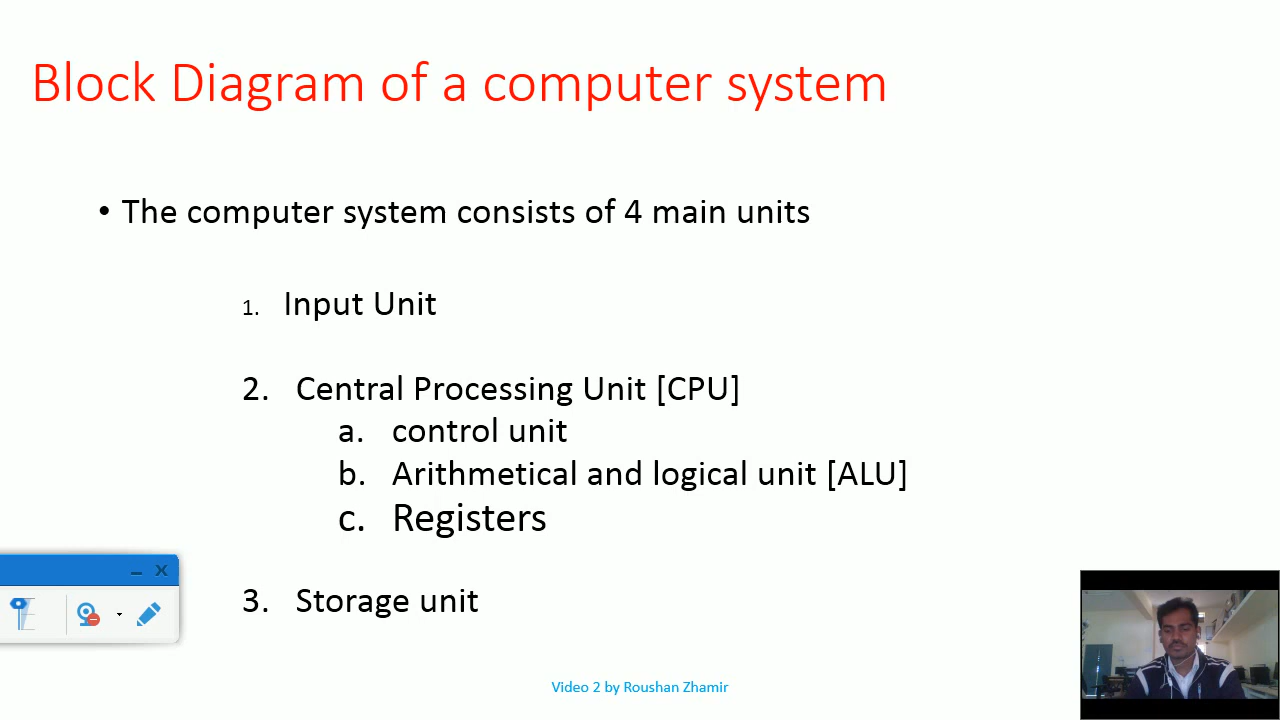 Block Diagram of a computer system
• The computer system consists of 4 main units
1. Input Unit
2. Central Processing Unit [CPU]
a. control unit
b. Arithmetical and logical unit [ALU]
c. Registers
3. Storage unit
Video 2 by Roushan Zhamir